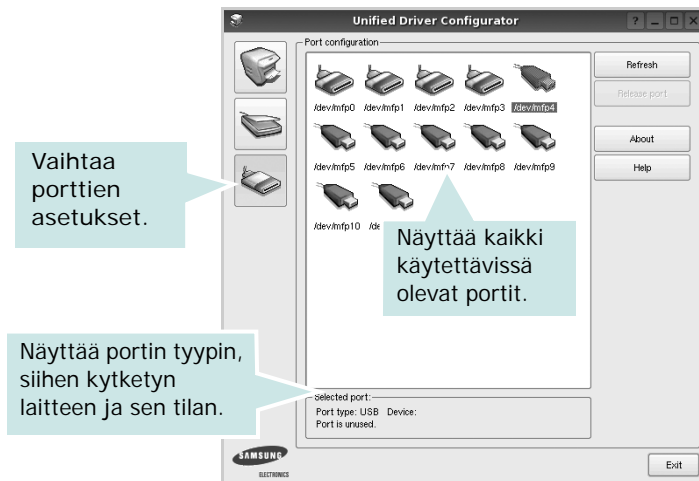 Unified Driver Configurator
Port configuration
Refresh
Release port
About
Help
/dev/mfp0 /dev/mfp1 /dev/mfp2 /dev/mfp3 /dev/mfp4
/dev/mfp5 /dev/mfp6 /dev/mfp7 /dev/mfp8 /dev/mfp9
/dev/mfp10
Vaihtaa
porttien
asetukset.
Näyttää kaikki
käytettävissä
olevat portit.
Näyttää portin tyypin,
siihen kytketyn
laitteen ja sen tilan.
Selected port:
Port type: USB Device:
Port is unused.
SAMSUNG
ELECTRONICS
Exit